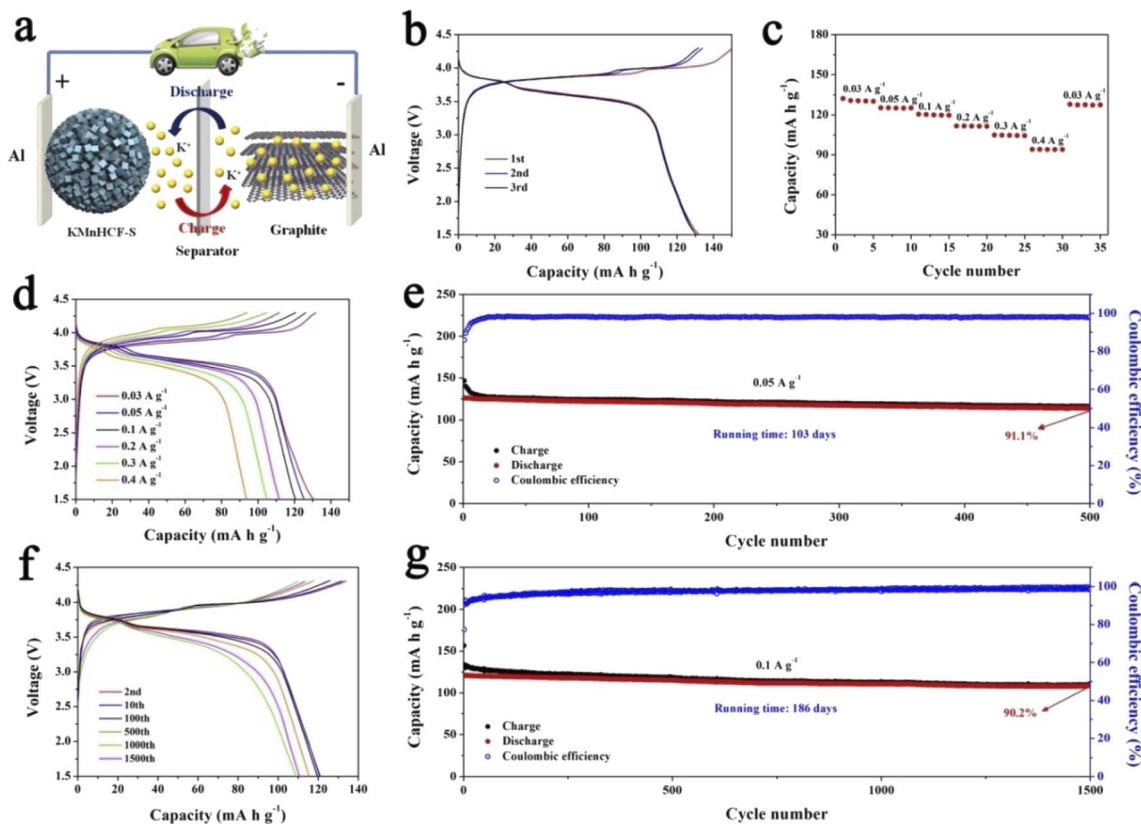 a
+
-
Discharge
Al
K⁺
K⁺
Al
Charge
KMnHCF-S
Separator
Graphite
b
Voltage (V)
4.5
4.0
3.5
3.0
2.5
2.0
1.5
1st
2nd
3rd
0 20 40 60 80 100 120 140
Capacity (mA h g⁻¹)
c
Capacity (mA h g⁻¹)
180
150
120
90
60
30
0.03 A g⁻¹
0.05 A g⁻¹
0.1 A g⁻¹
0.2 A g⁻¹
0.3 A g⁻¹
0.4 A g⁻¹
0.03 A g⁻¹
0 5 10 15 20 25 30 35
Cycle number
d
Voltage (V)
4.5
4.0
3.5
3.0
2.5
2.0
1.5
0.03 A g⁻¹
0.05 A g⁻¹
0.1 A g⁻¹
0.2 A g⁻¹
0.3 A g⁻¹
0.4 A g⁻¹
0 20 40 60 80 100 120 140
Capacity (mA h g⁻¹)
e
Capacity (mA h g⁻¹)
250
200
150
100
50
0
0.05 A g⁻¹
Running time: 103 days
91.1%
Charge
Discharge
Coulombic efficiency
100
80
60
40
20
0
Coulombic efficiency (%)
0 100 200 300 400 500
Cycle number
f
Voltage (V)
4.5
4.0
3.5
3.0
2.5
2.0
1.5
2nd
10th
100th
500th
1000th
1500th
0 20 40 60 80 100 120 140
Capacity (mA h g⁻¹)
g
Capacity (mA h g⁻¹)
250
200
150
100
50
0
0.1 A g⁻¹
Running time: 186 days
90.2%
Charge
Discharge
Coulombic efficiency
100
80
60
40
20
0
Coulombic efficiency (%)
0 500 1000 1500
Cycle number